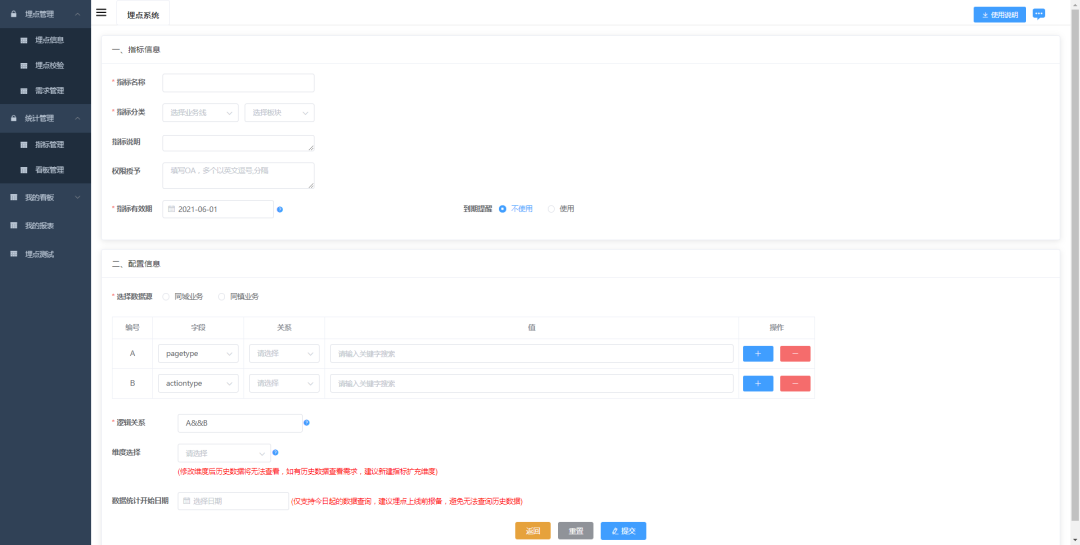 埋点管理
埋点信息
埋点校验
需求管理
统计管理
指标管理
看板管理
我的看板
我的报表
埋点测试
埋点系统
使用说明
一、指标信息
* 指标名称
* 指标分类 选择业务线 选择板块
指标说明
权限授予 填写OA，多个以英文逗号,分隔
* 指标有效期 2021-06-01 到期提醒 不使用 使用
二、配置信息
* 选择数据源 同城业务 同镇业务
编号 字段 关系 值 操作
A pagetype 请选择 请输入关键字搜索 + −
B actiontype 请选择 请输入关键字搜索 + −
* 逻辑关系 A&&B
维度选择 请选择
(修改维度后历史数据将无法查看，如有历史数据查看需求，建议新建指标扩充维度)
数据统计开始日期 选择日期 (仅支持今日起的数据查询，建议埋点上线前报备，避免无法查询历史数据)
返回 重置 提交